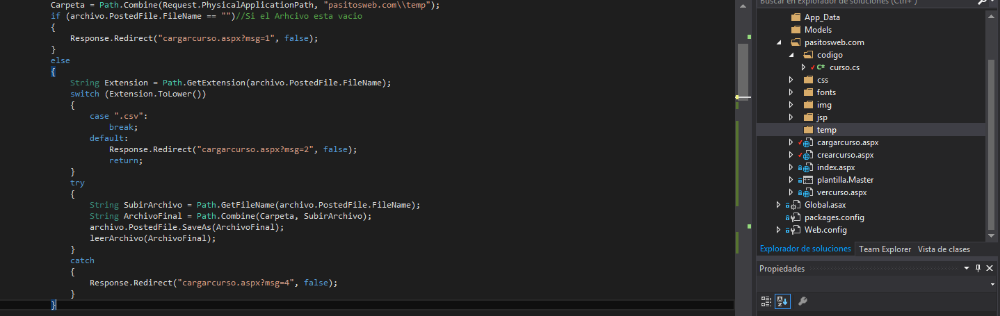 Carpeta = Path.Combine(Request.PhysicalApplicationPath, "pasitosweb.com\\temp");
if (archivo.PostedFile.FileName == "")//Si el Arhcivo esta vacio
{
Response.Redirect("cargarcurso.aspx?msg=1", false);
}
else
{
String Extension = Path.GetExtension(archivo.PostedFile.FileName);
switch (Extension.ToLower())
{
case ".csv":
break;
default:
Response.Redirect("cargarcurso.aspx?msg=2", false);
return;
}
try
{
String SubirArchivo = Path.GetFileName(archivo.PostedFile.FileName);
String ArchivoFinal = Path.Combine(Carpeta, SubirArchivo);
archivo.PostedFile.SaveAs(ArchivoFinal);
leerArchivo(ArchivoFinal);
}
catch
{
Response.Redirect("cargarcurso.aspx?msg=4", false);
}
}
Buscar en Explorador de soluciones (Ctrl+ )
App_Data
Models
pasitosweb.com
codigo
C# curso.cs
css
fonts
img
jsp
temp
cargarcurso.aspx
crearcurso.aspx
index.aspx
plantilla.Master
vercurso.aspx
Global.asax
packages.config
Web.config
Explorador de soluciones Team Explorer Vista de clases
Propiedades